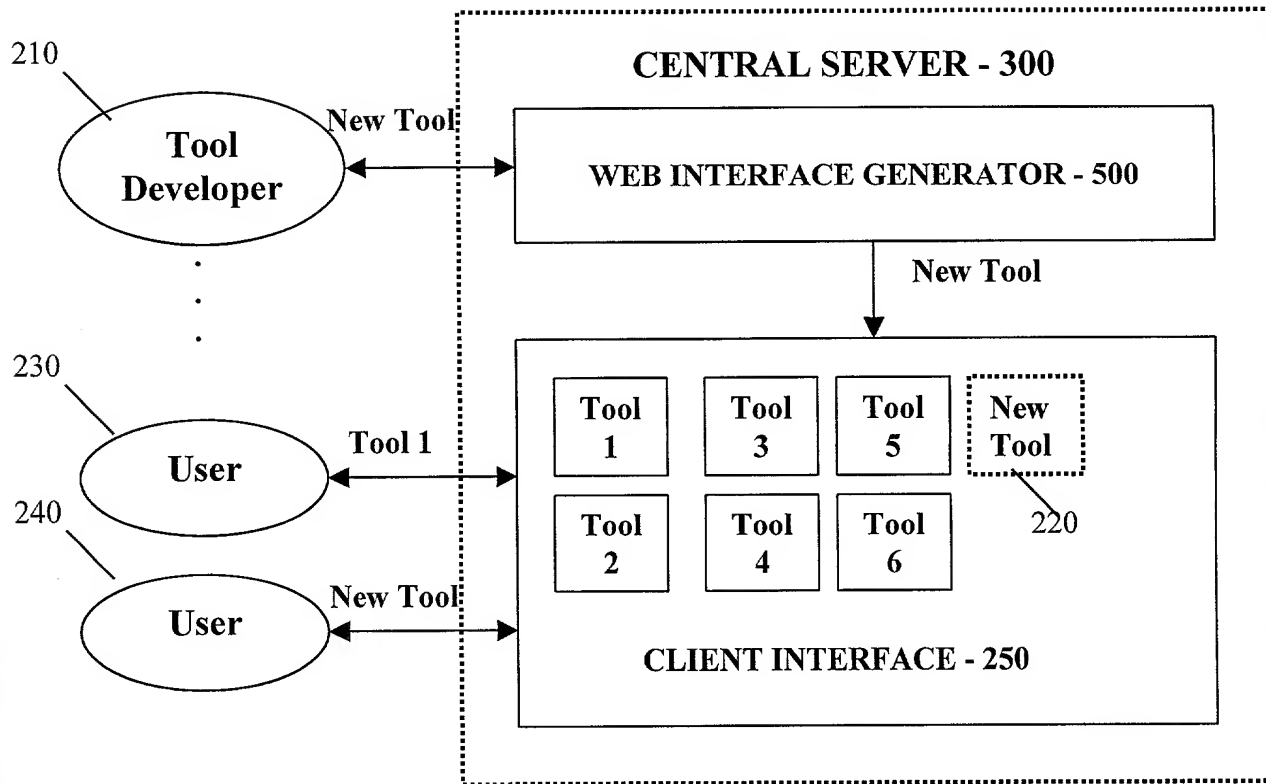 210
CENTRAL SERVER - 300
New Tool
Tool
Developer
WEB INTERFACE GENERATOR - 500
New Tool
230
Tool
1
Tool
3
Tool
5
New
Tool
Tool 1
User
240
220
Tool
2
Tool
4
Tool
6
New Tool
User
CLIENT INTERFACE - 250